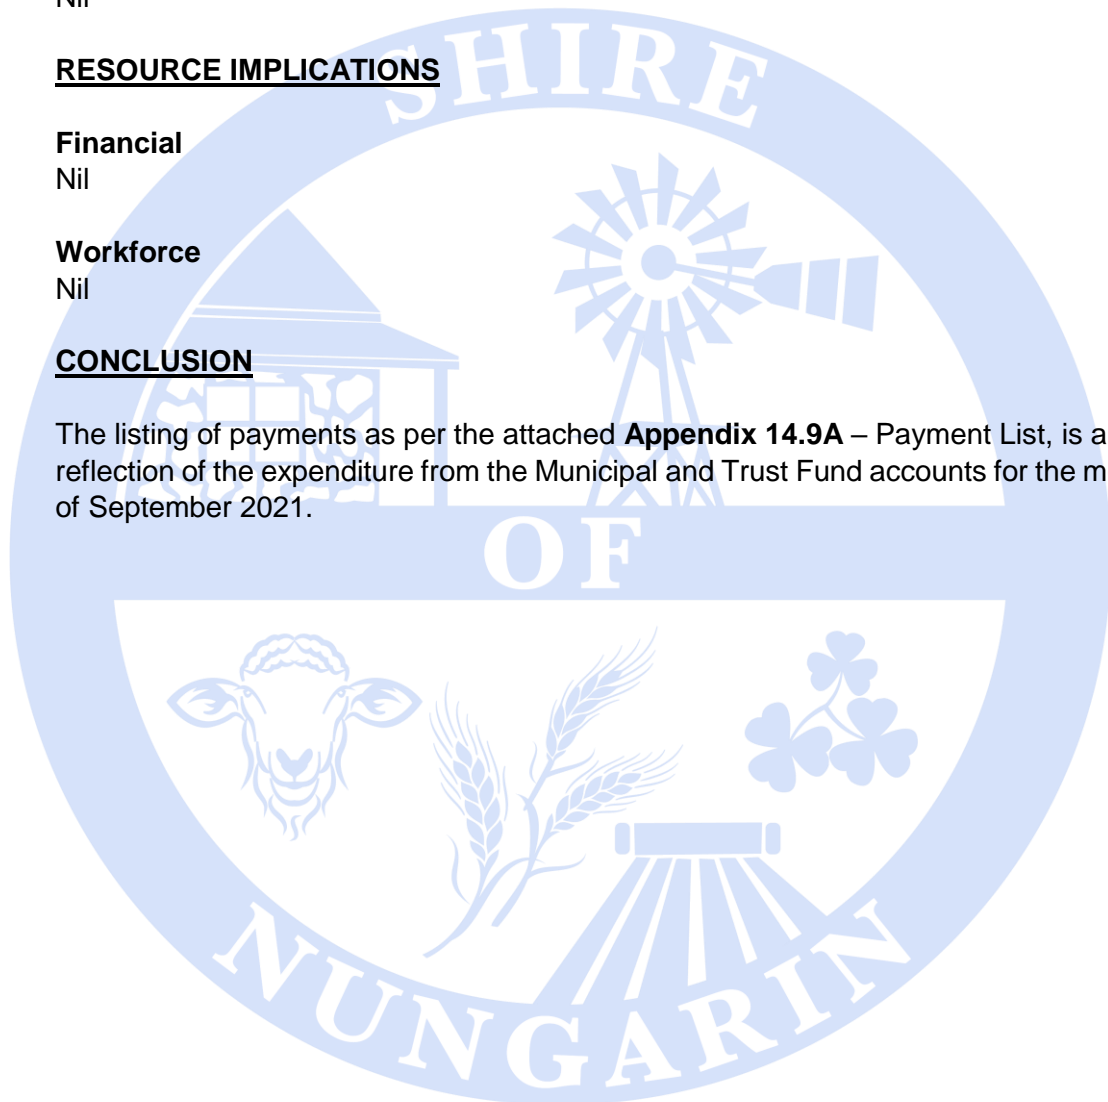 Nil
RESOURCE IMPLICATIONS
Financial
Nil
Workforce
Nil
CONCLUSION
The listing of payments as per the attached Appendix 14.9A – Payment List, is a
reflection of the expenditure from the Municipal and Trust Fund accounts for the m
of September 2021.
SHIRE
OF
NUNGARIN